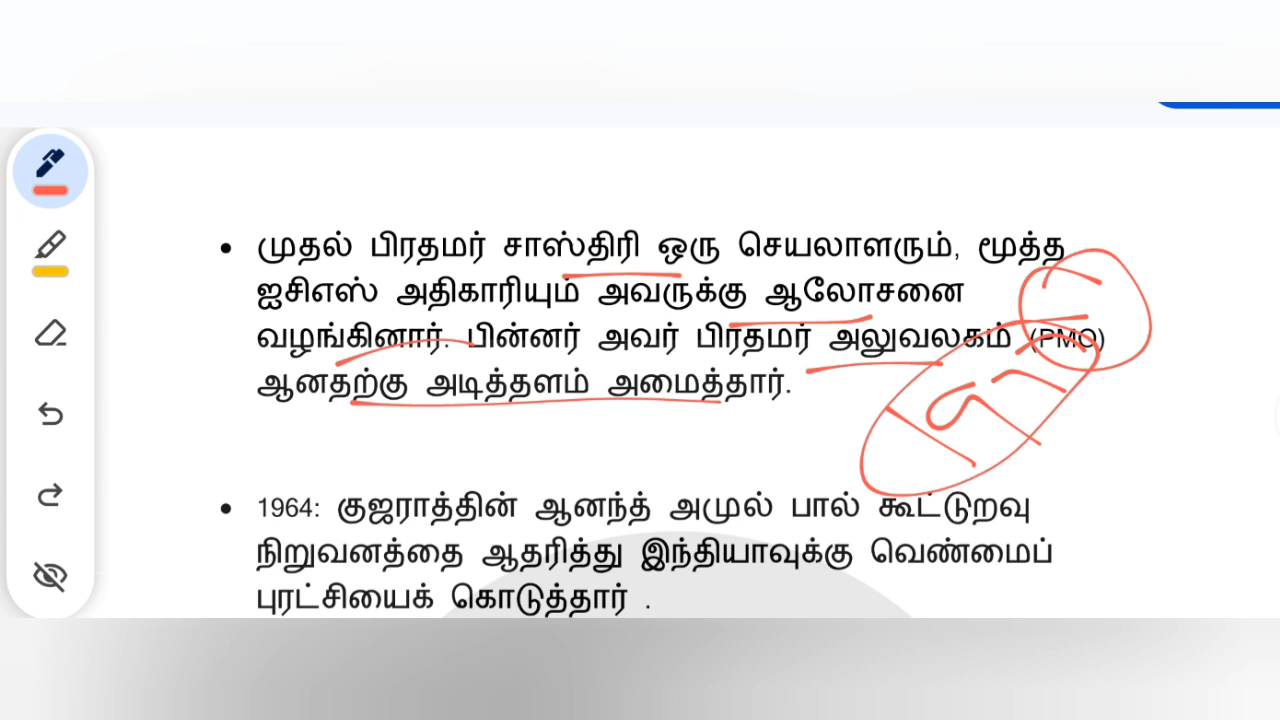 • முதல் பிரதமர் சாஸ்திரி ஒரு செயலாளரும், மூத்த
ஐசிஎஸ் அதிகாரியும் அவருக்கு ஆலோசனை
வழங்கினார். பின்னர் அவர் பிரதமர் அலுவலகம் (PMO)
ஆனதற்கு அடித்தளம் அமைத்தார்.
• 1964: குஜராத்தின் ஆனந்த் அமுல் பால் கூட்டுறவு
நிறுவனத்தை ஆதரித்து இந்தியாவுக்கு வெண்மைப்
புரட்சியைக் கொடுத்தார் .